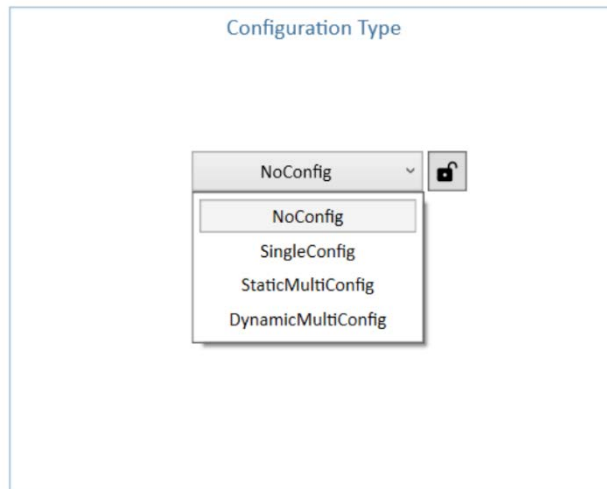 Configuration Type
NoConfig
NoConfig
SingleConfig
StaticMultiConfig
DynamicMultiConfig